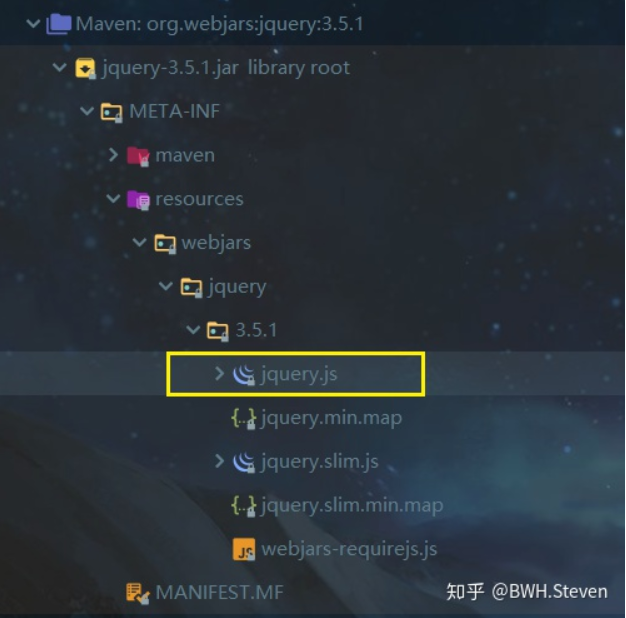 Maven: org.webjars:jquery:3.5.1
jquery-3.5.1.jar library root
META-INF
maven
resources
webjars
jquery
3.5.1
jquery.js
jquery.min.map
jquery.slim.js
jquery.slim.min.map
webjars-requirejs.js
MANIFEST.MF
知乎 @BWH.Steven